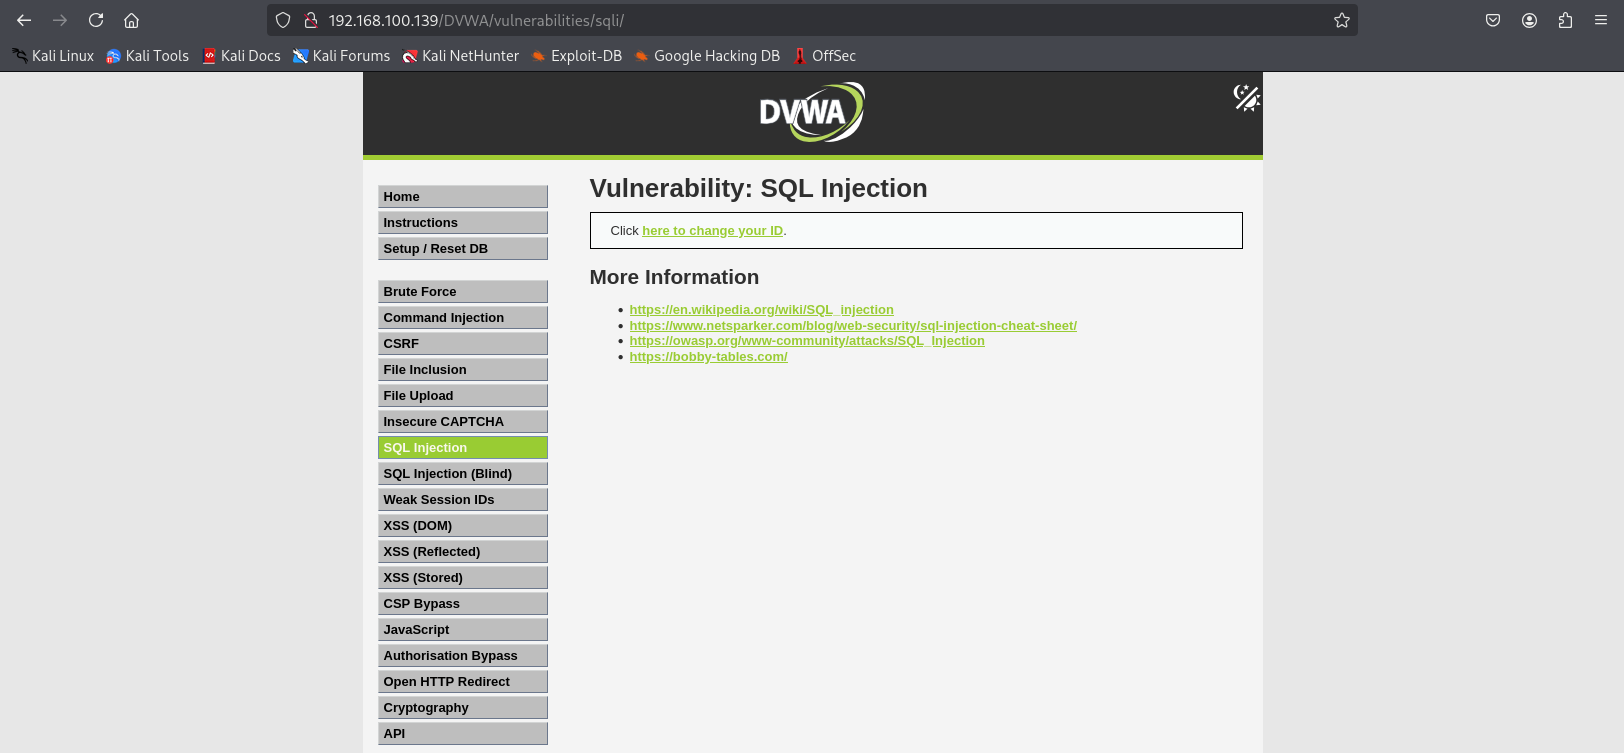 192.168.100.139/DVWA/vulnerabilities/sqli/
Kali Linux Kali Tools Kali Docs Kali Forums Kali NetHunter Exploit-DB Google Hacking DB OffSec
DVWA
Home
Instructions
Setup / Reset DB
Brute Force
Command Injection
CSRF
File Inclusion
File Upload
Insecure CAPTCHA
SQL Injection
SQL Injection (Blind)
Weak Session IDs
XSS (DOM)
XSS (Reflected)
XSS (Stored)
CSP Bypass
JavaScript
Authorisation Bypass
Open HTTP Redirect
Cryptography
API
Vulnerability: SQL Injection
Click here to change your ID.
More Information
https://en.wikipedia.org/wiki/SQL_injection
https://www.netsparker.com/blog/web-security/sql-injection-cheat-sheet/
https://owasp.org/www-community/attacks/SQL_Injection
https://bobby-tables.com/